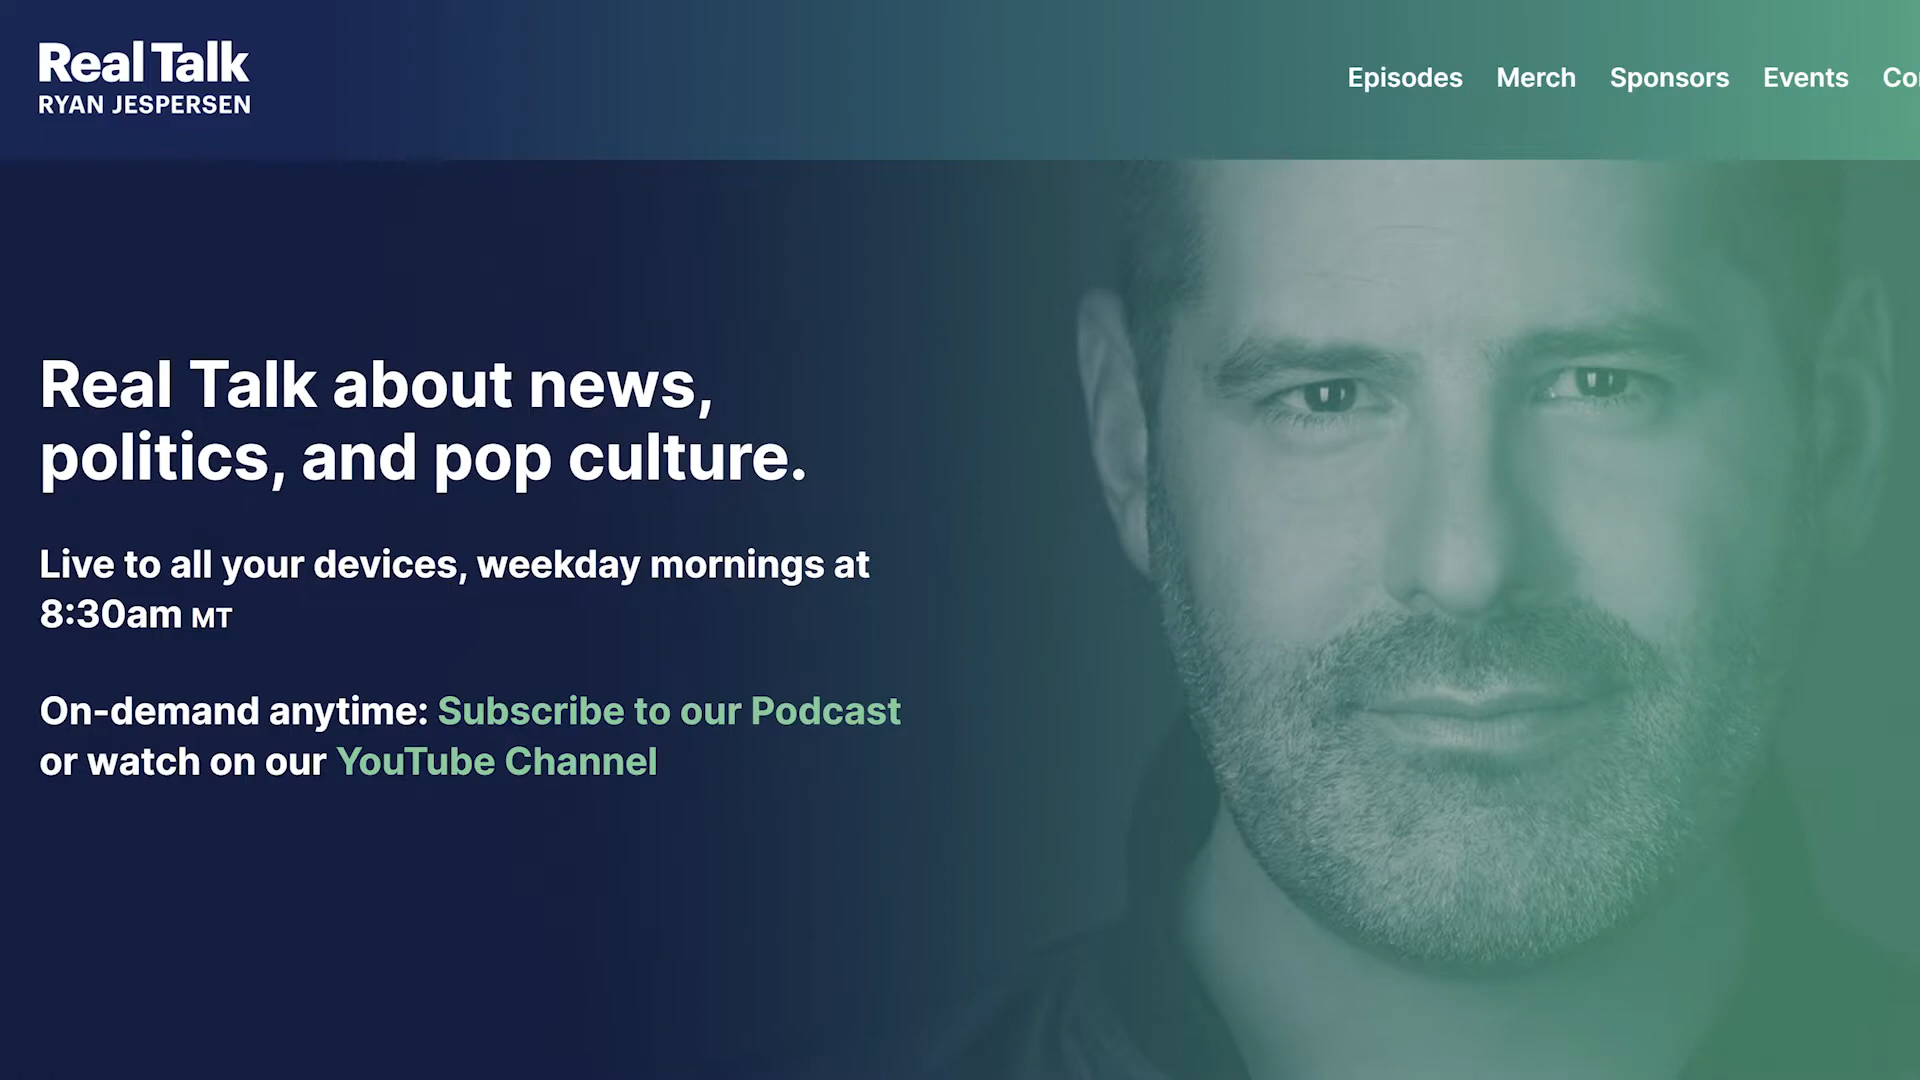 Real Talk
RYAN JESPERSEN
Episodes Merch Sponsors Events
Real Talk about news,
politics, and pop culture.
Live to all your devices, weekday mornings at
8:30am MT
On-demand anytime: Subscribe to our Podcast
or watch on our YouTube Channel